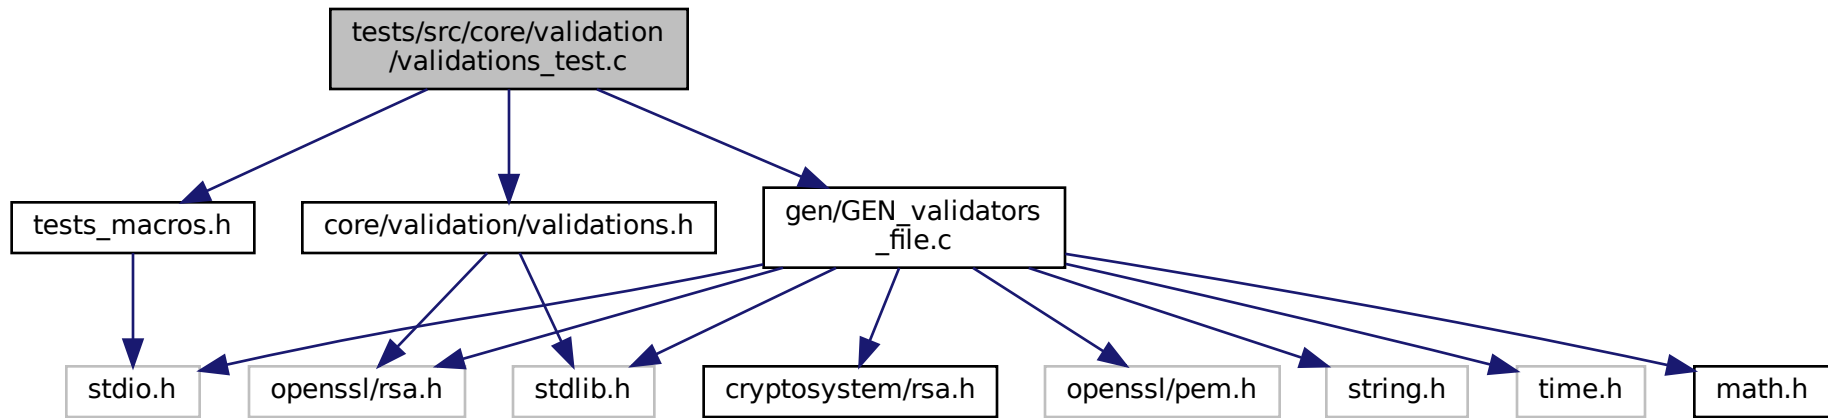 tests/src/core/validation
/validations_test.c
tests_macros.h
core/validation/validations.h
gen/GEN_validators
_file.c
stdio.h
openssl/rsa.h
stdlib.h
cryptosystem/rsa.h
openssl/pem.h
string.h
time.h
math.h